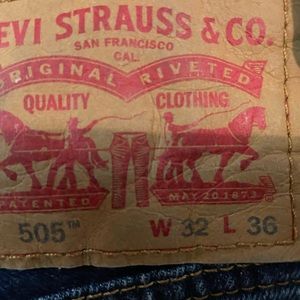 EVI STRAUSS & CO.
SAN FRANCISCO
CAL.
ORIGINAL RIVETED
QUALITY CLOTHING
PATENTED MAY 20 1873
505™ W 32 L 36